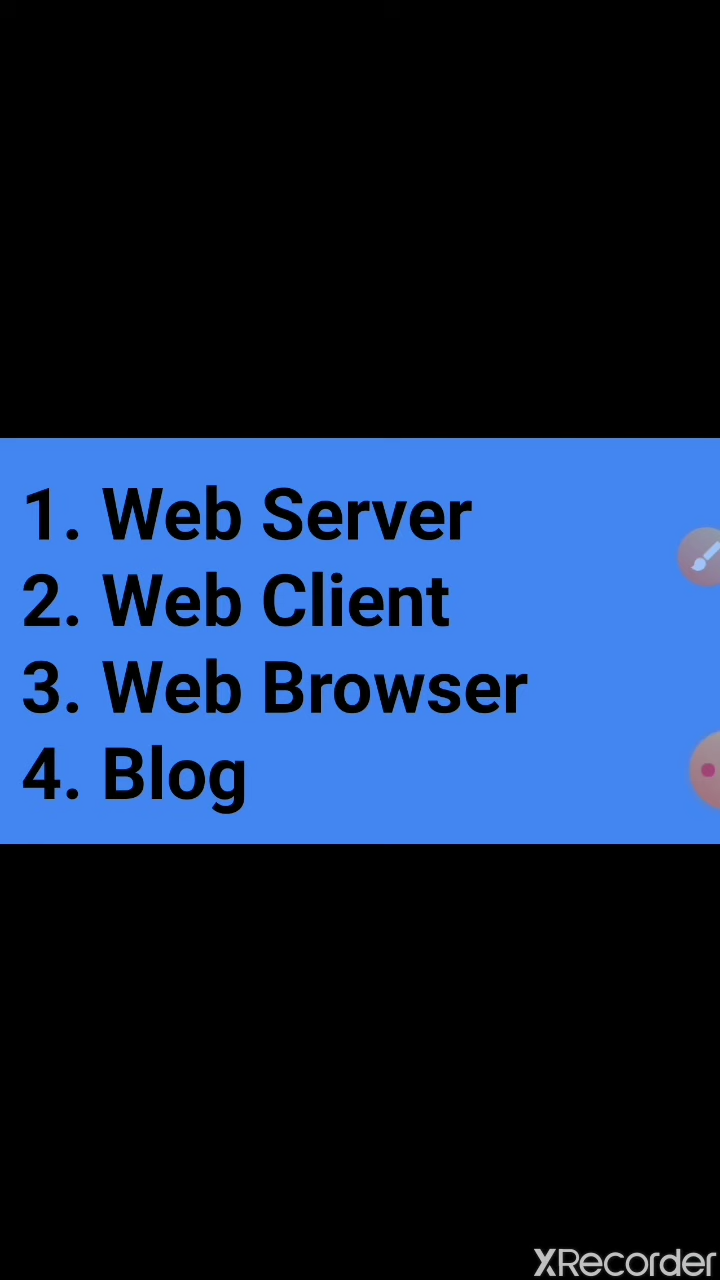 1. Web Server
2. Web Client
3. Web Browser
4. Blog
XRecorder